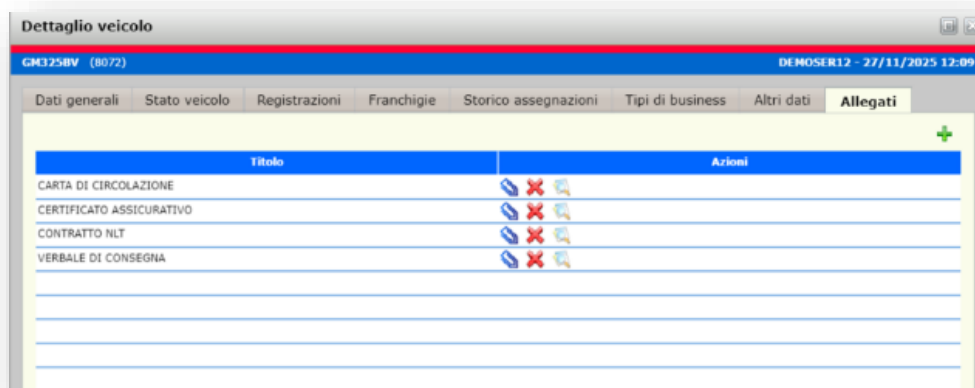 Dettaglio veicolo
GM325BV (8072) DEMOSER12 - 27/11/2025 12:09
Dati generali Stato veicolo Registrazioni Franchigie Storico assegnazioni Tipi di business Altri dati Allegati
Titolo Azioni
CARTA DI CIRCOLAZIONE
CERTIFICATO ASSICURATIVO
CONTRATTO NLT
VERBALE DI CONSEGNA